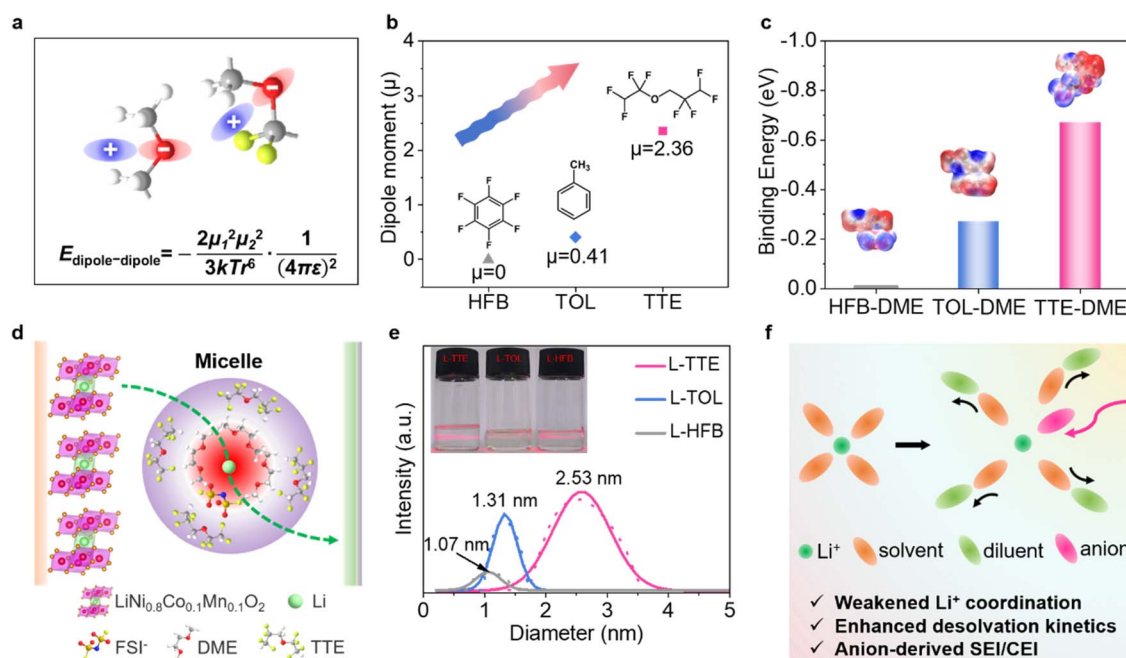 a
+
−
+
−
E dipole−dipole = − 2μ₁²μ₂² / 3kTr⁶ · 1 / (4πε)²
b
Dipole moment (μ)
4
3
2
1
0
F
F
F
F
F
F
μ=0
CH₃
μ=0.41
F
F
F
F
O
F
F
F
F
μ=2.36
HFB
TOL
TTE
c
Binding Energy (eV)
-1.0
-0.8
-0.6
-0.4
-0.2
0.0
HFB-DME
TOL-DME
TTE-DME
d
Micelle
LiNi₀.₈Co₀.₁Mn₀.₁O₂
Li
FSI⁻
DME
TTE
e
Intensity (a.u.)
L-TTE
L-TOL
L-HFB
L-TTE
L-TOL
L-HFB
2.53 nm
1.31 nm
1.07 nm
0
1
2
3
4
5
Diameter (nm)
f
Li⁺
solvent
diluent
anion
✓ Weakened Li⁺ coordination
✓ Enhanced desolvation kinetics
✓ Anion-derived SEI/CEI